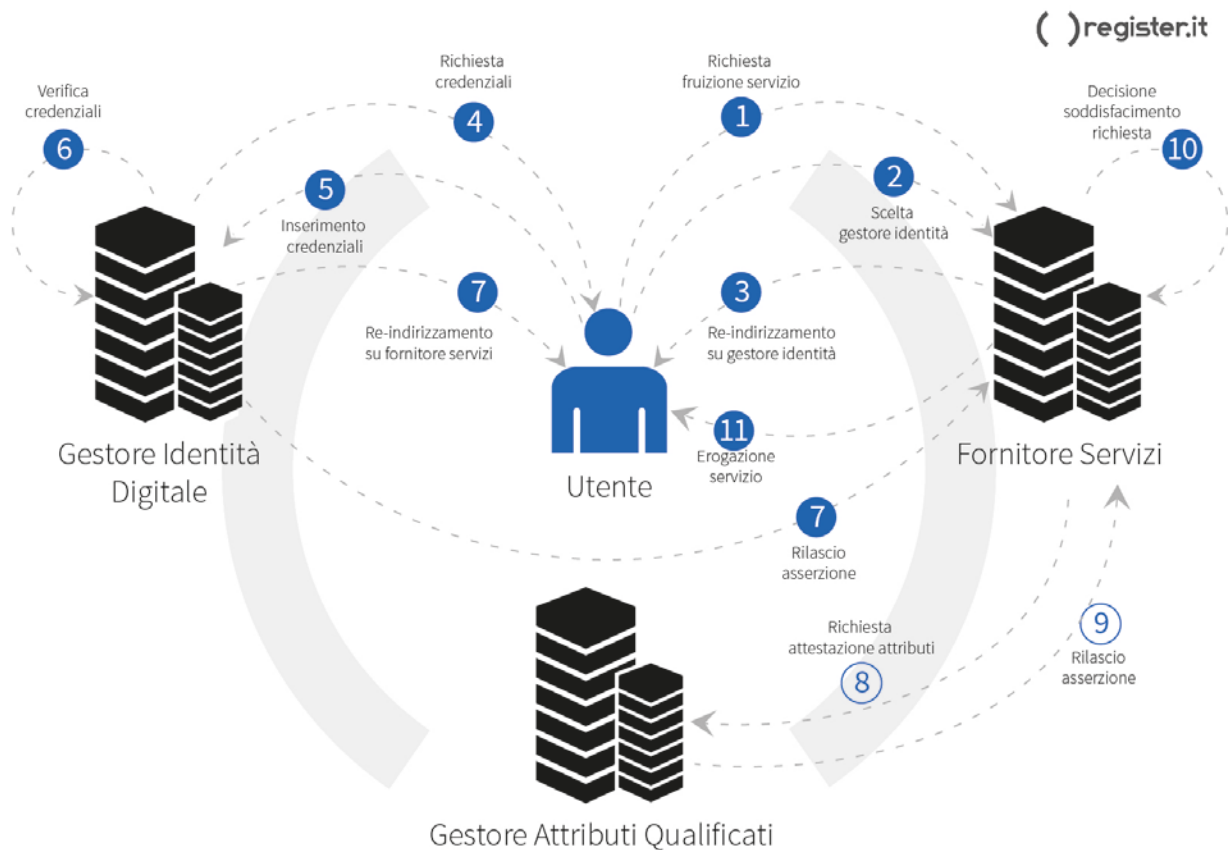 ( )register.it
Richiesta
credenziali
4
Richiesta
fruizione servizio
1
Verifica
credenziali
6
Decisione
soddisfacimento
richiesta
10
5
Inserimento
credenziali
2
Scelta
gestore identità
7
Re-indirizzamento
su fornitore servizi
3
Re-indirizzamento
su gestore identità
11
Erogazione
servizio
Gestore Identità
Digitale
Utente
Fornitore Servizi
7
Rilascio
asserzione
Richiesta
attestazione attributi
8
9
Rilascio
asserzione
Gestore Attributi Qualificati